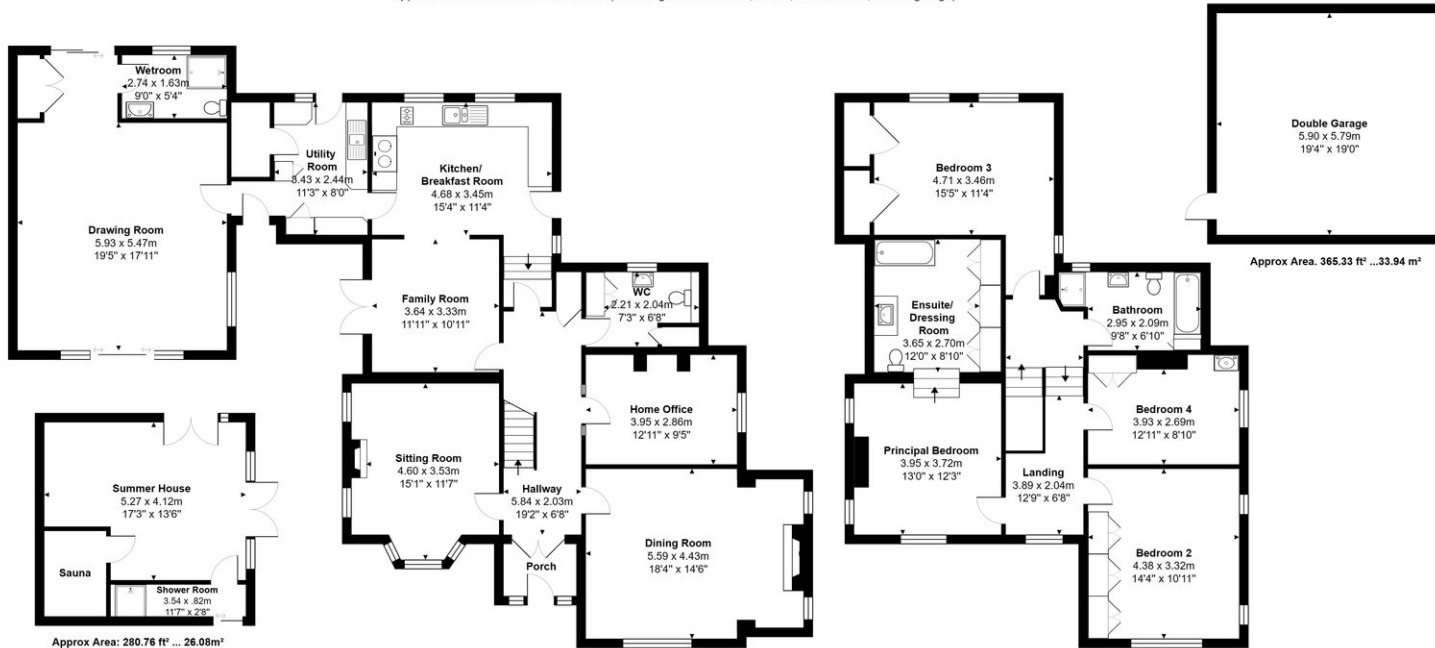 Wetroom
2.74 x 1.63m
9'0" x 5'4"
Utility
Room
3.43 x 2.44m
11'3" x 8'0"
Kitchen/
Breakfast Room
4.68 x 3.45m
15'4" x 11'4"
Drawing Room
5.93 x 5.47m
19'5" x 17'11"
Family Room
3.64 x 3.33m
11'11" x 10'11"
WC
2.21 x 2.04m
7'3" x 6'8"
Home Office
3.95 x 2.86m
12'11" x 9'5"
Sitting Room
4.60 x 3.53m
15'1" x 11'7"
Hallway
5.84 x 2.03m
19'2" x 6'8"
Porch
Dining Room
5.59 x 4.43m
18'4" x 14'6"
Summer House
5.27 x 4.12m
17'3" x 13'6"
Sauna
Shower Room
3.54 x .82m
11'7" x 2'8"
Approx Area: 280.76 ft² ... 26.08m²
Bedroom 3
4.71 x 3.46m
15'5" x 11'4"
Ensuite/
Dressing
Room
3.65 x 2.70m
12'0" x 8'10"
Bathroom
2.95 x 2.09m
9'8" x 6'10"
Bedroom 4
3.93 x 2.69m
12'11" x 8'10"
Principal Bedroom
3.95 x 3.72m
13'0" x 12'3"
Landing
3.89 x 2.04m
12'9" x 6'8"
Bedroom 2
4.38 x 3.32m
14'4" x 10'11"
Double Garage
5.90 x 5.79m
19'4" x 19'0"
Approx Area. 365.33 ft² ...33.94 m²